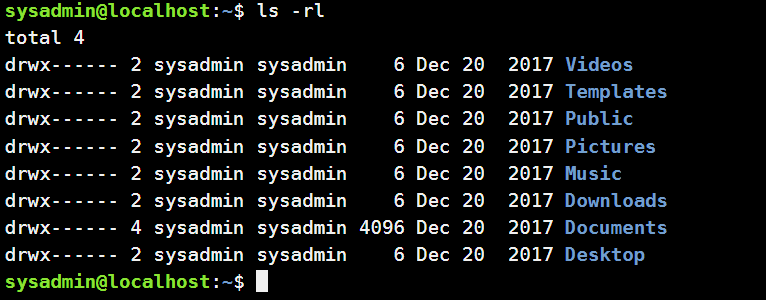 sysadmin@localhost:~$ ls -rl
total 4
drwx------ 2 sysadmin sysadmin    6 Dec 20  2017 Videos
drwx------ 2 sysadmin sysadmin    6 Dec 20  2017 Templates
drwx------ 2 sysadmin sysadmin    6 Dec 20  2017 Public
drwx------ 2 sysadmin sysadmin    6 Dec 20  2017 Pictures
drwx------ 2 sysadmin sysadmin    6 Dec 20  2017 Music
drwx------ 2 sysadmin sysadmin    6 Dec 20  2017 Downloads
drwx------ 4 sysadmin sysadmin 4096 Dec 20  2017 Documents
drwx------ 2 sysadmin sysadmin    6 Dec 20  2017 Desktop
sysadmin@localhost:~$